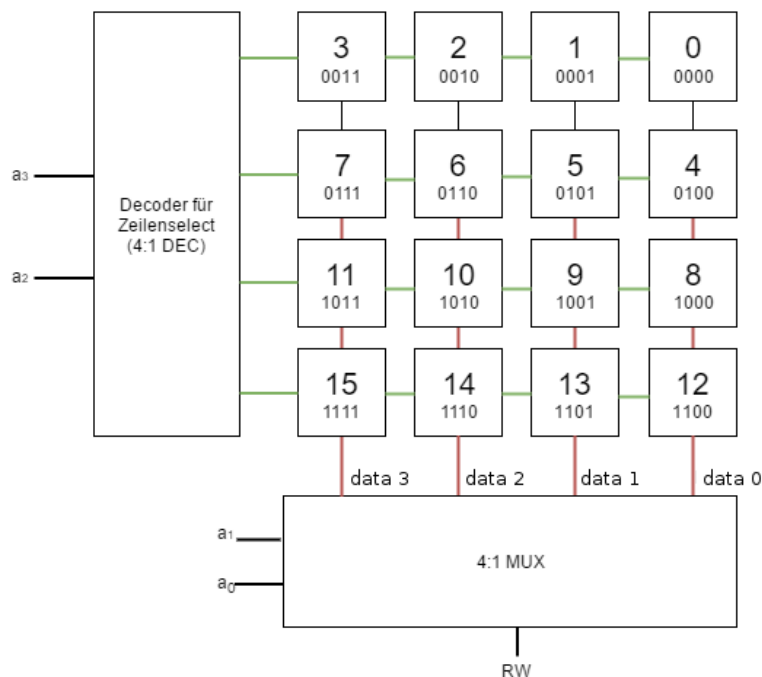 3
0011
2
0010
1
0001
0
0000
a₃
a₂
Decoder für
Zeilenselect
(4:1 DEC)
7
0111
6
0110
5
0101
4
0100
11
1011
10
1010
9
1001
8
1000
15
1111
14
1110
13
1101
12
1100
data 3
data 2
data 1
data 0
a₁
a₀
4:1 MUX
RW